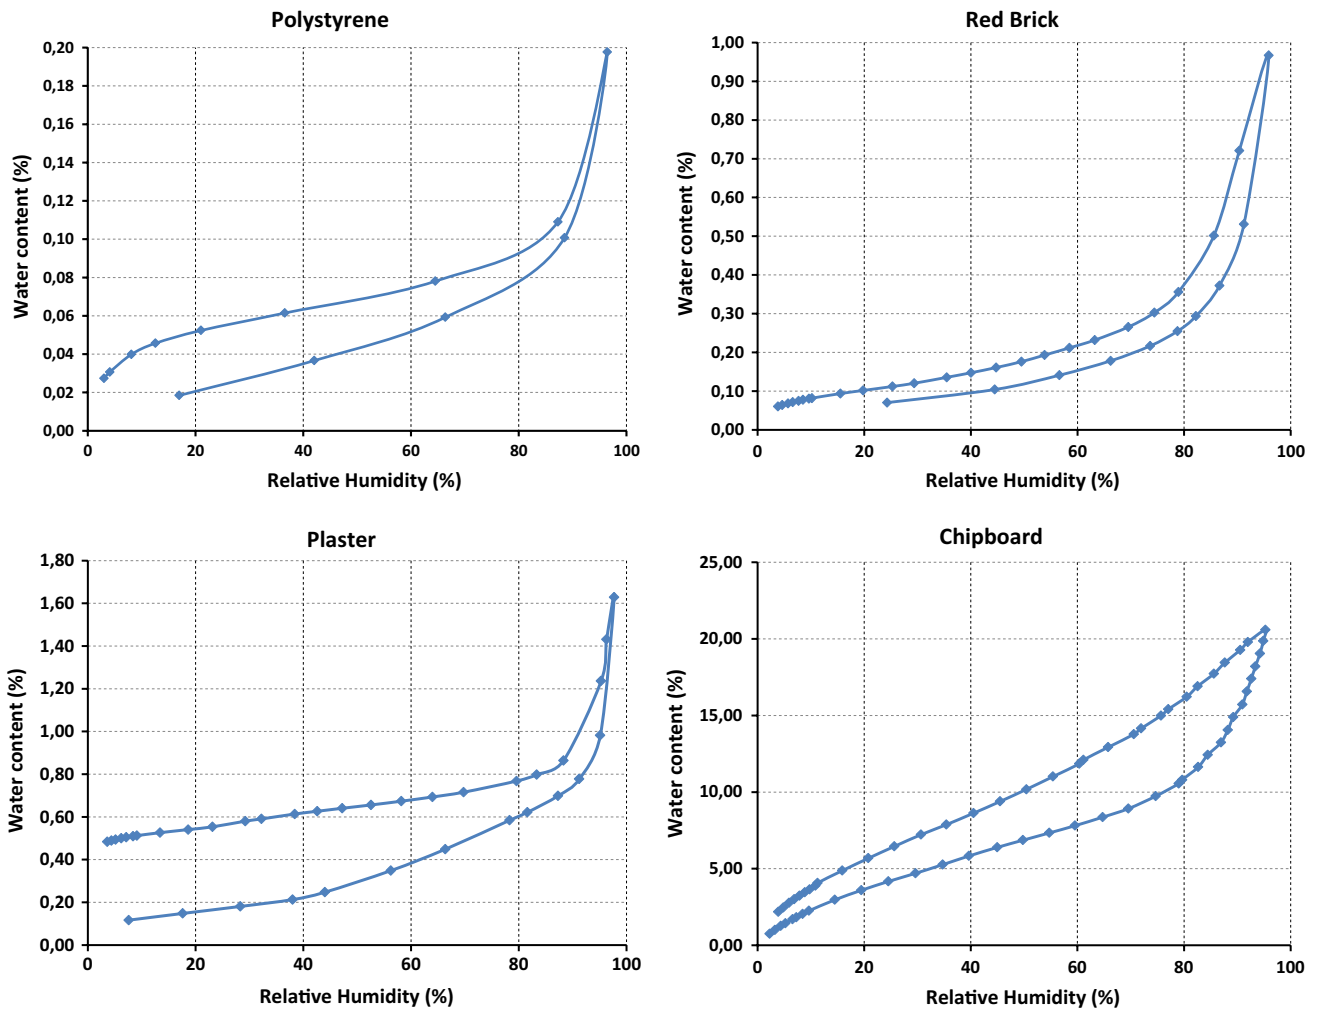 Polystyrene
Water content (%)
0,20
0,18
0,16
0,14
0,12
0,10
0,08
0,06
0,04
0,02
0,00
0 20 40 60 80 100
Relative Humidity (%)
Red Brick
Water content (%)
1,00
0,90
0,80
0,70
0,60
0,50
0,40
0,30
0,20
0,10
0,00
0 20 40 60 80 100
Relative Humidity (%)
Plaster
Water content (%)
1,80
1,60
1,40
1,20
1,00
0,80
0,60
0,40
0,20
0,00
0 20 40 60 80 100
Relative Humidity (%)
Chipboard
Water content (%)
25,00
20,00
15,00
10,00
5,00
0,00
0 20 40 60 80 100
Relative Humidity (%)